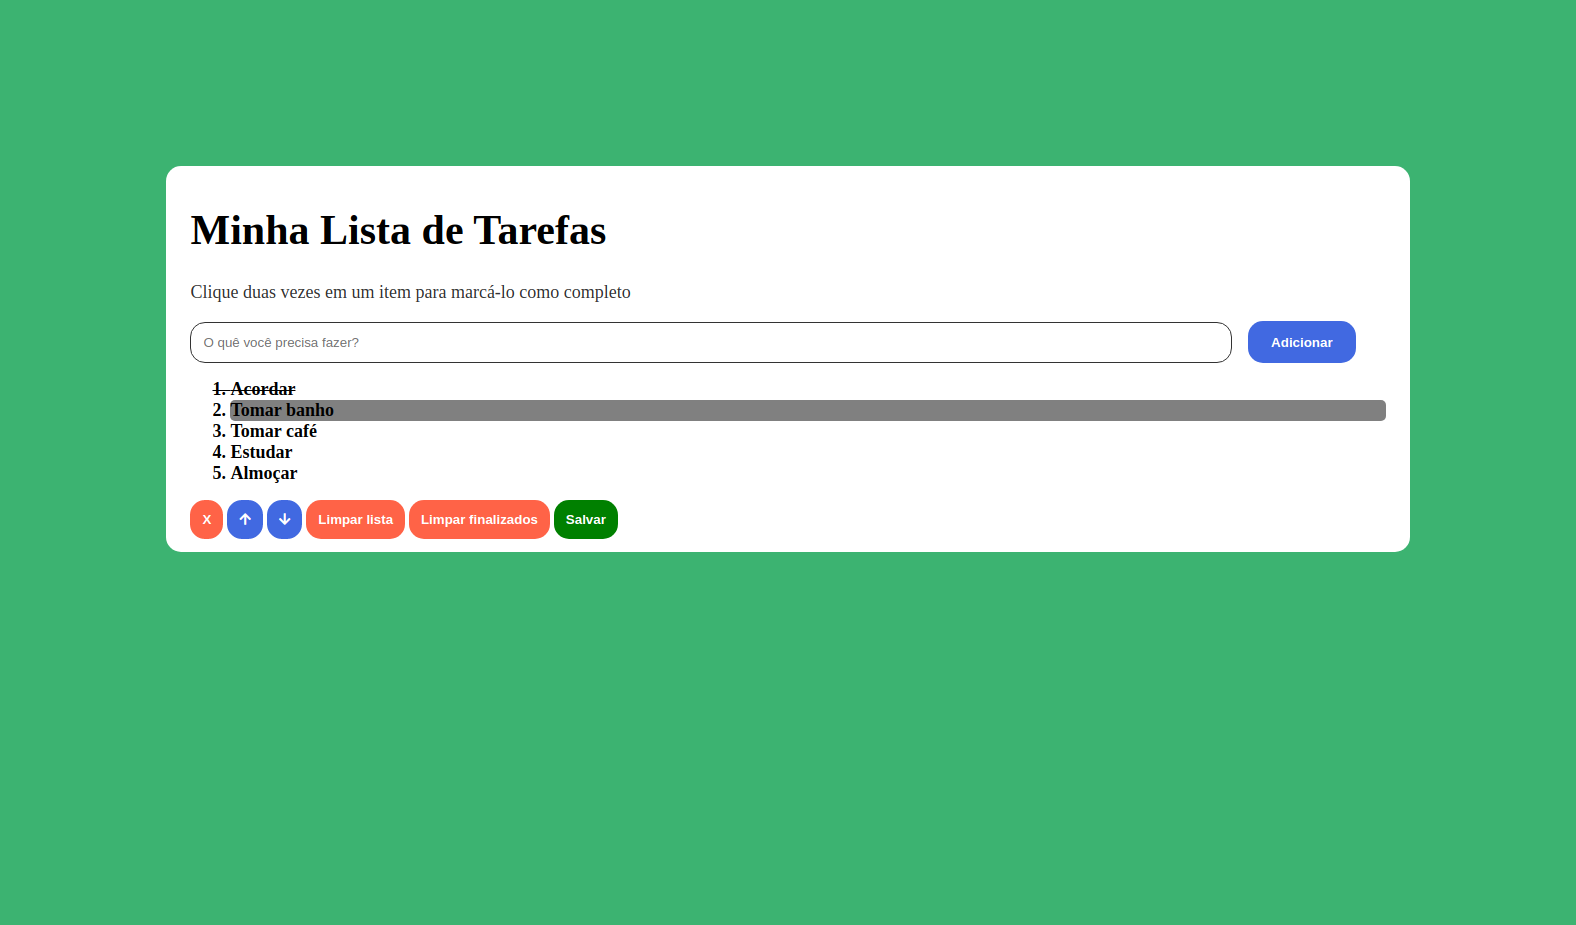 Minha Lista de Tarefas
Clique duas vezes em um item para marcá-lo como completo
O quê você precisa fazer? Adicionar
1. Acordar
2. Tomar banho
3. Tomar café
4. Estudar
5. Almoçar
X ↑ ↓ Limpar lista Limpar finalizados Salvar